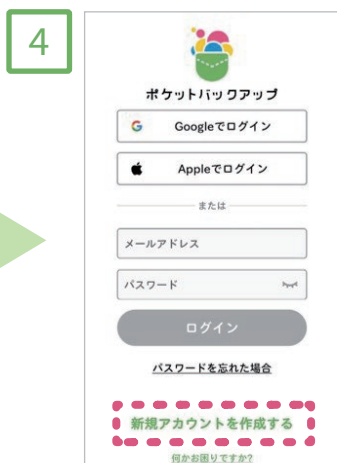 4
ポケットバックアップ
Googleでログイン
Appleでログイン
または
メールアドレス
パスワード
ログイン
パスワードを忘れた場合
新規アカウントを作成する
何かお困りですか?